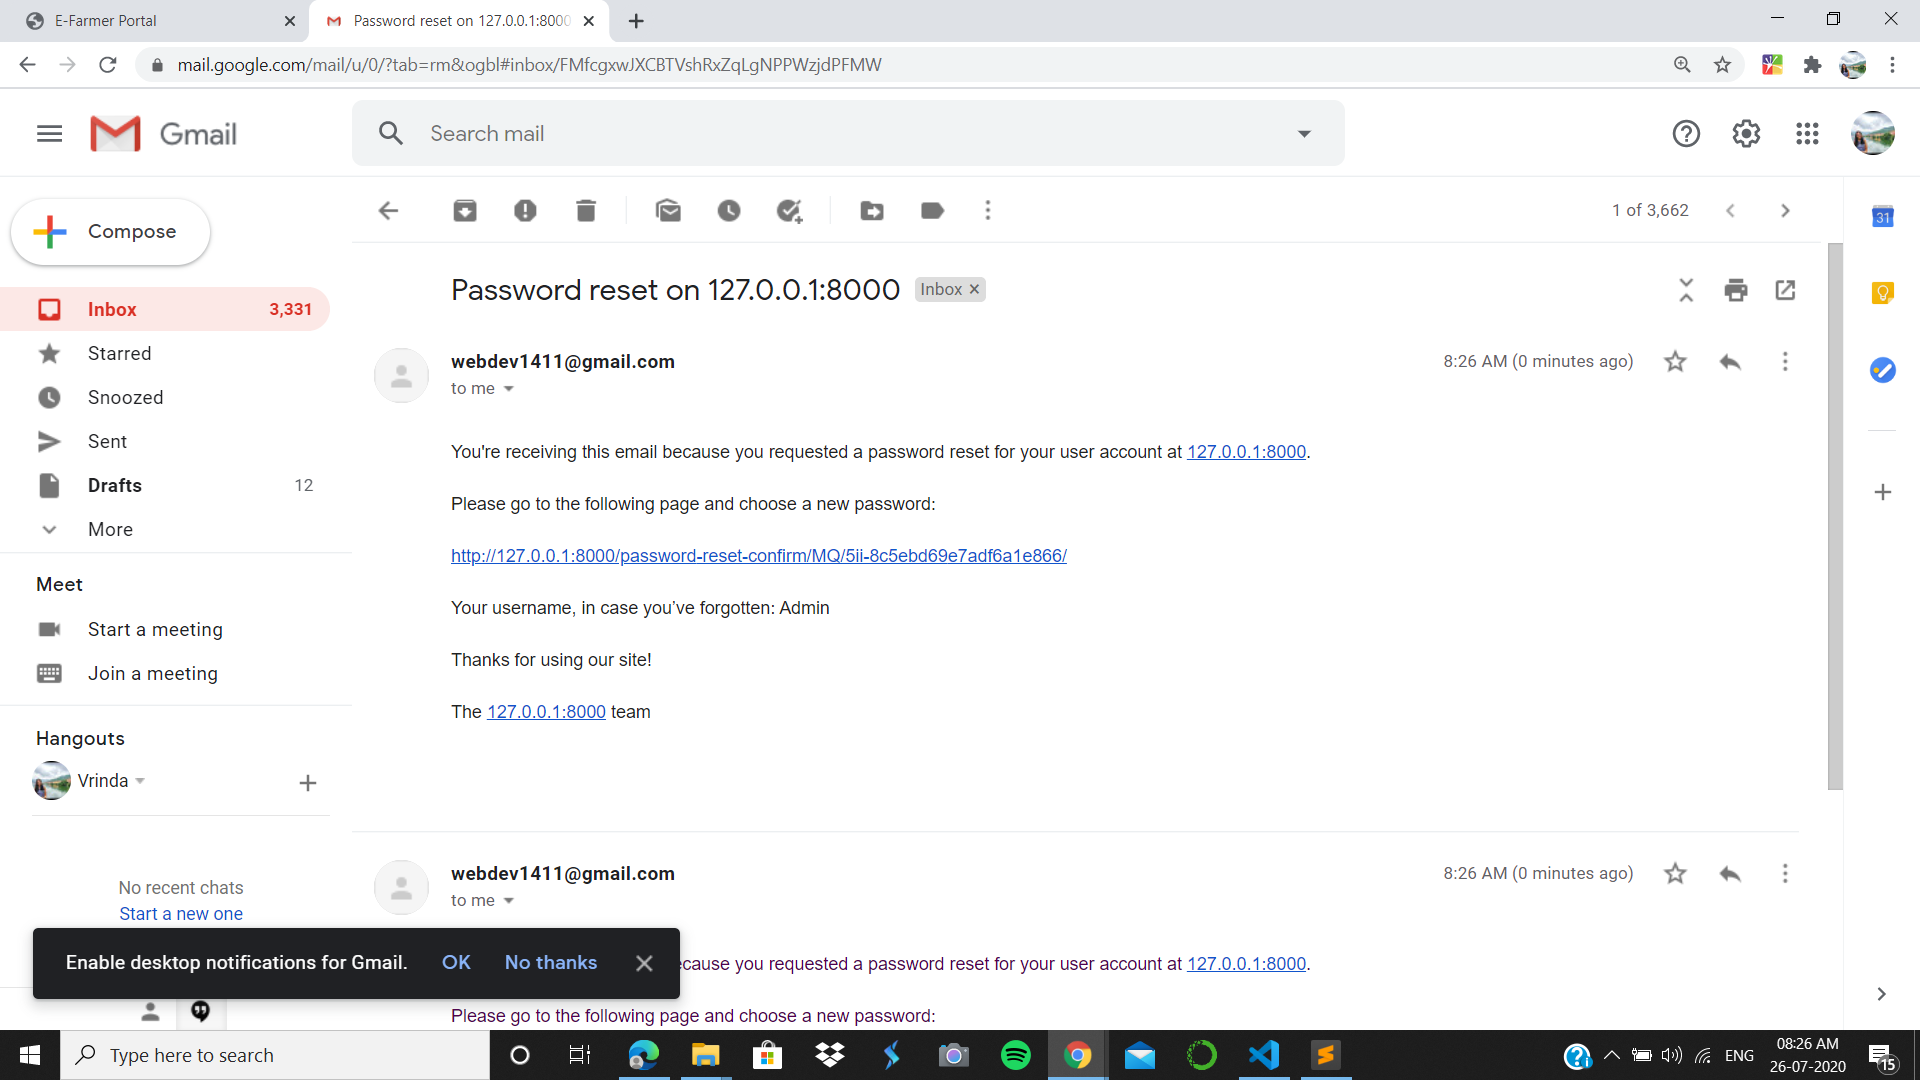 E-Farmer Portal
Password reset on 127.0.0.1:8000
mail.google.com/mail/u/0/?tab=rm&ogbl#inbox/FMfcgxwJXCBTVshRxZqLgNPPWzjdPFMW
Gmail
Search mail
Compose
1 of 3,662
31
Password reset on 127.0.0.1:8000 Inbox
Inbox 3,331
Starred
Snoozed
Sent
Drafts 12
More
Meet
Start a meeting
Join a meeting
Hangouts
Vrinda
No recent chats
Start a new one
webdev1411@gmail.com 8:26 AM (0 minutes ago)
to me
You're receiving this email because you requested a password reset for your user account at 127.0.0.1:8000.
Please go to the following page and choose a new password:
http://127.0.0.1:8000/password-reset-confirm/MQ/5ii-8c5ebd69e7adf6a1e866/
Your username, in case you’ve forgotten: Admin
Thanks for using our site!
The 127.0.0.1:8000 team
webdev1411@gmail.com 8:26 AM (0 minutes ago)
to me
ecause you requested a password reset for your user account at 127.0.0.1:8000.
Please go to the following page and choose a new password:
Enable desktop notifications for Gmail. OK No thanks
Type here to search
ENG
08:26 AM
26-07-2020
15